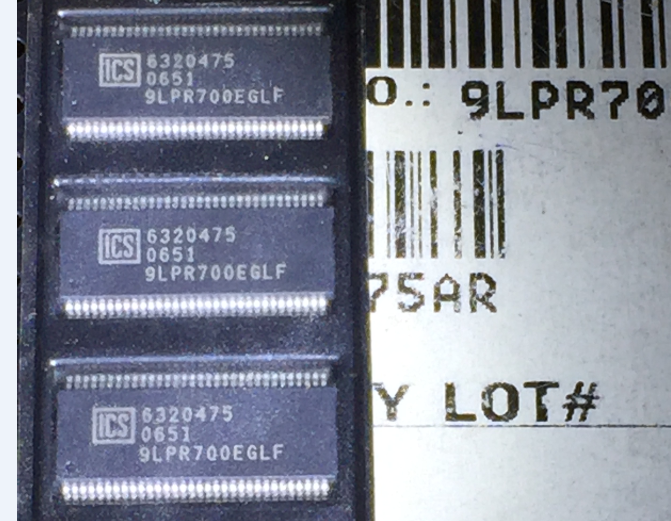 ICS 6320475
0651
9LPR700EGLF
O.: 9LPR70
ICS 6320475
0651
9LPR700EGLF
75AR
ICS 6320475
0651
9LPR700EGLF
Y LOT#